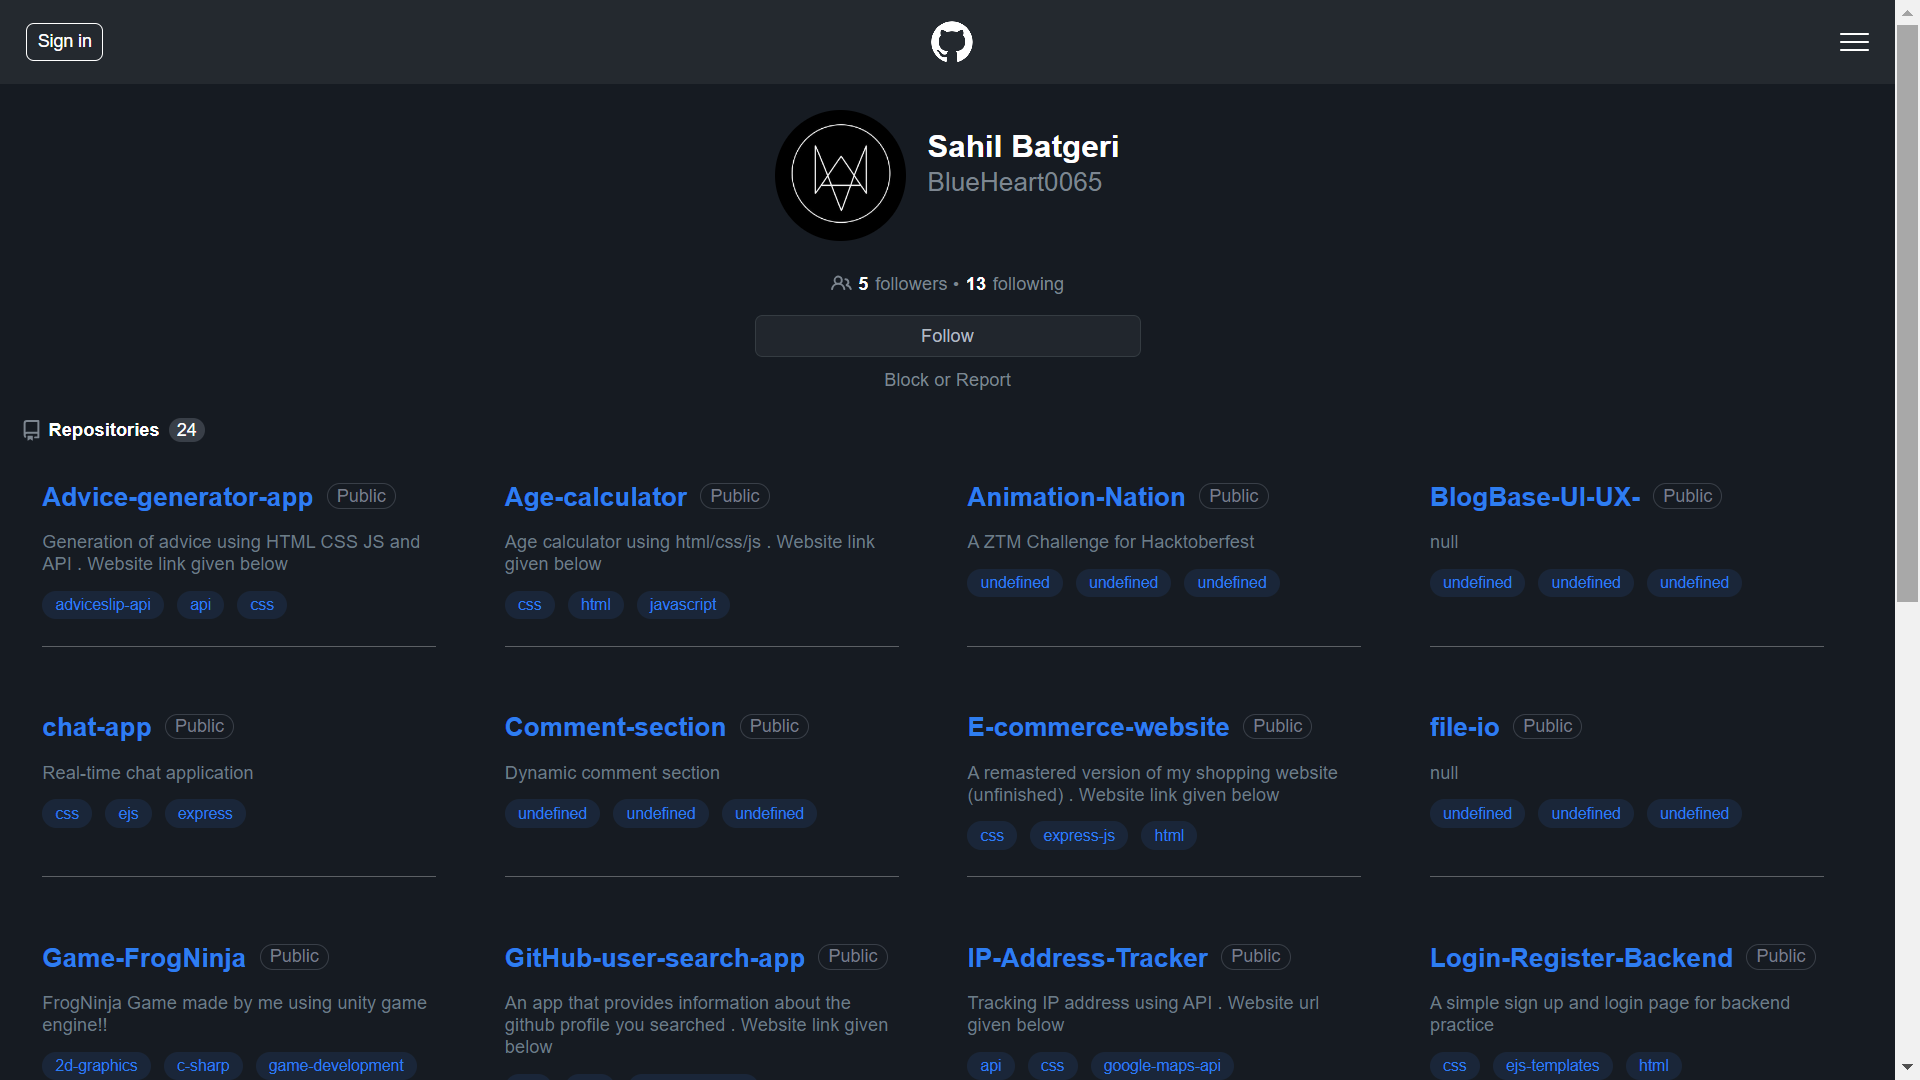 Sign in
Sahil Batgeri
BlueHeart0065
5 followers • 13 following
Follow
Block or Report
Repositories 24
Advice-generator-app Public
Generation of advice using HTML CSS JS and
API . Website link given below
adviceslip-api api css
Age-calculator Public
Age calculator using html/css/js . Website link
given below
css html javascript
Animation-Nation Public
A ZTM Challenge for Hacktoberfest
undefined undefined undefined
BlogBase-UI-UX- Public
null
undefined undefined undefined
chat-app Public
Real-time chat application
css ejs express
Comment-section Public
Dynamic comment section
undefined undefined undefined
E-commerce-website Public
A remastered version of my shopping website
(unfinished) . Website link given below
css express-js html
file-io Public
null
undefined undefined undefined
Game-FrogNinja Public
FrogNinja Game made by me using unity game
engine!!
2d-graphics c-sharp game-development
GitHub-user-search-app Public
An app that provides information about the
github profile you searched . Website link given
below
IP-Address-Tracker Public
Tracking IP address using API . Website url
given below
api css google-maps-api
Login-Register-Backend Public
A simple sign up and login page for backend
practice
css ejs-templates html